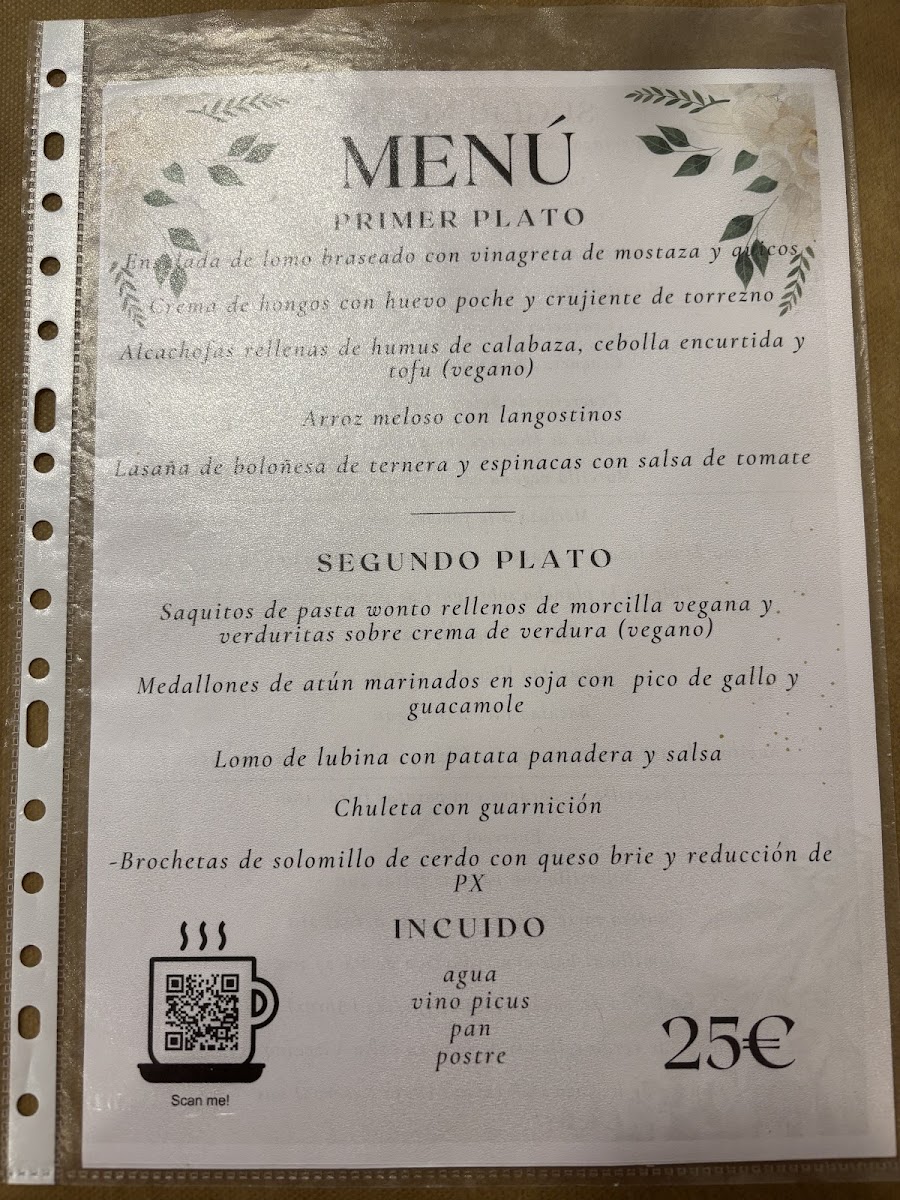 MENÚ
PRIMER PLATO
Ensalada de lomo braseado con vinagreta de mostaza y quicos
Crema de hongos con huevo poche y crujiente de torrezno
Alcachofas rellenas de humus de calabaza, cebolla encurtida y
tofu (vegano)
Arroz meloso con langostinos
Lasaña de boloñesa de ternera y espinacas con salsa de tomate
SEGUNDO PLATO
Saquitos de pasta wonto rellenos de morcilla vegana y
verduritas sobre crema de verdura (vegano)
Medallones de atún marinados en soja con pico de gallo y
guacamole
Lomo de lubina con patata panadera y salsa
Chuleta con guarnición
-Brochetas de solomillo de cerdo con queso brie y reducción de
PX
INCUIDO
agua
vino picus
pan
postre
25€
Scan me!